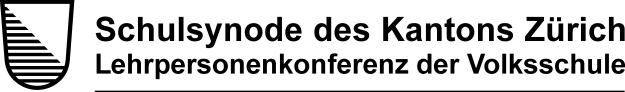 Schulsynode des Kantons Zürich
Lehrpersonenkonferenz der Volksschule